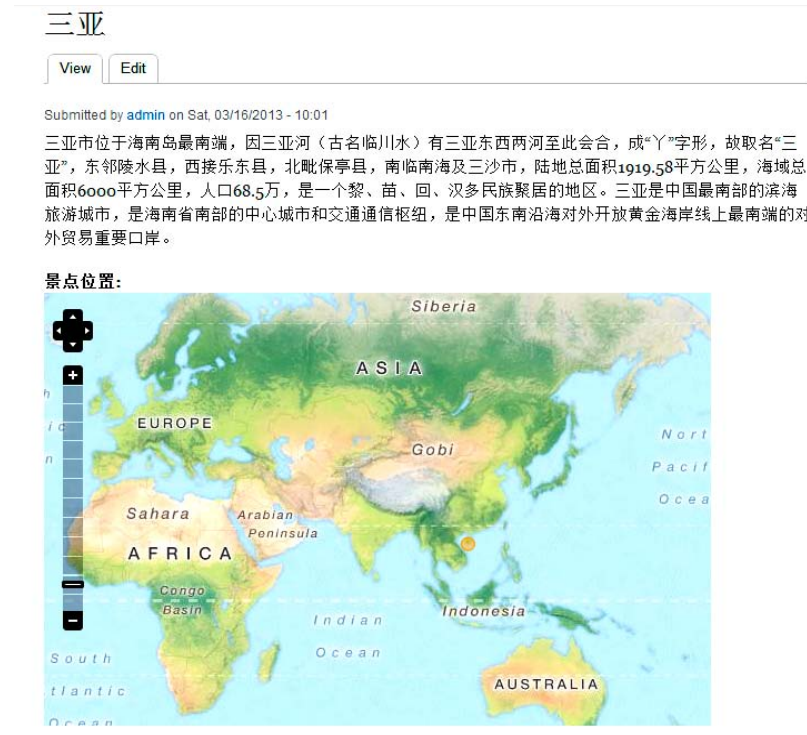 三亚
View Edit
Submitted by admin on Sat, 03/16/2013 - 10:01
三亚市位于海南岛最南端，因三亚河（古名临川水）有三亚东西两河至此会合，成“丫”字形，故取名“三
亚”，东邻陵水县，西接乐东县，北毗保亭县，南临南海及三沙市，陆地总面积1919.58平方公里，海域总
面积6000平方公里，人口68.5万，是一个黎、苗、回、汉多民族聚居的地区。三亚是中国最南部的滨海
旅游城市，是海南省南部的中心城市和交通通信枢纽，是中国东南沿海对外开放黄金海岸线上最南端的对
外贸易重要口岸。
景点位置:
Siberia
ASIA
EUROPE
Gobi
Nort
Pacif
Ocea
Sahara
Arabian
Peninsula
AFRICA
Congo
Basin
Indonesia
Indian
Ocean
South
tlantic
Ocean
AUSTRALIA